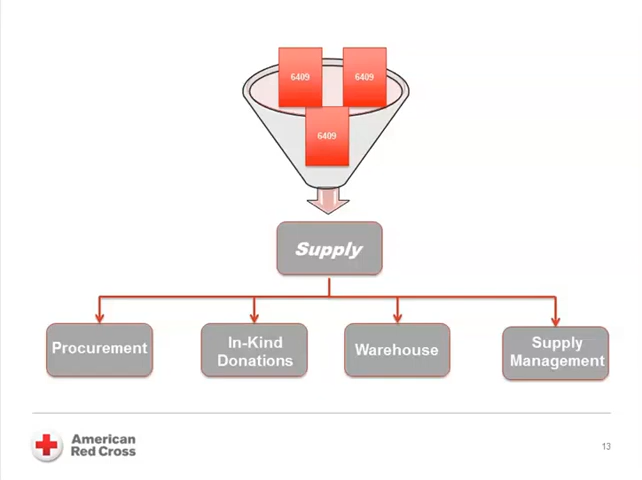 6409
6409
6409
Supply
Procurement
In-Kind
Donations
Warehouse
Supply
Management
American
Red Cross
13